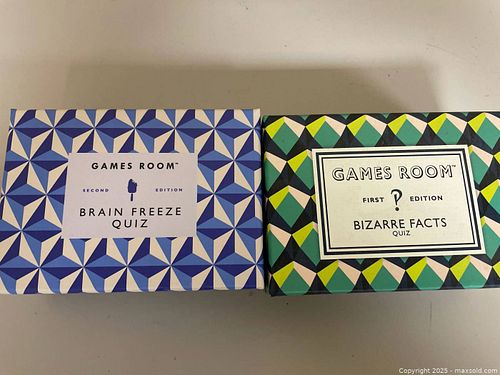 GAMES ROOM™
SECOND EDITION
BRAIN FREEZE
QUIZ
GAMES ROOM™
FIRST ? EDITION
BIZARRE FACTS
QUIZ
Copyright 2025 - maxsold.com